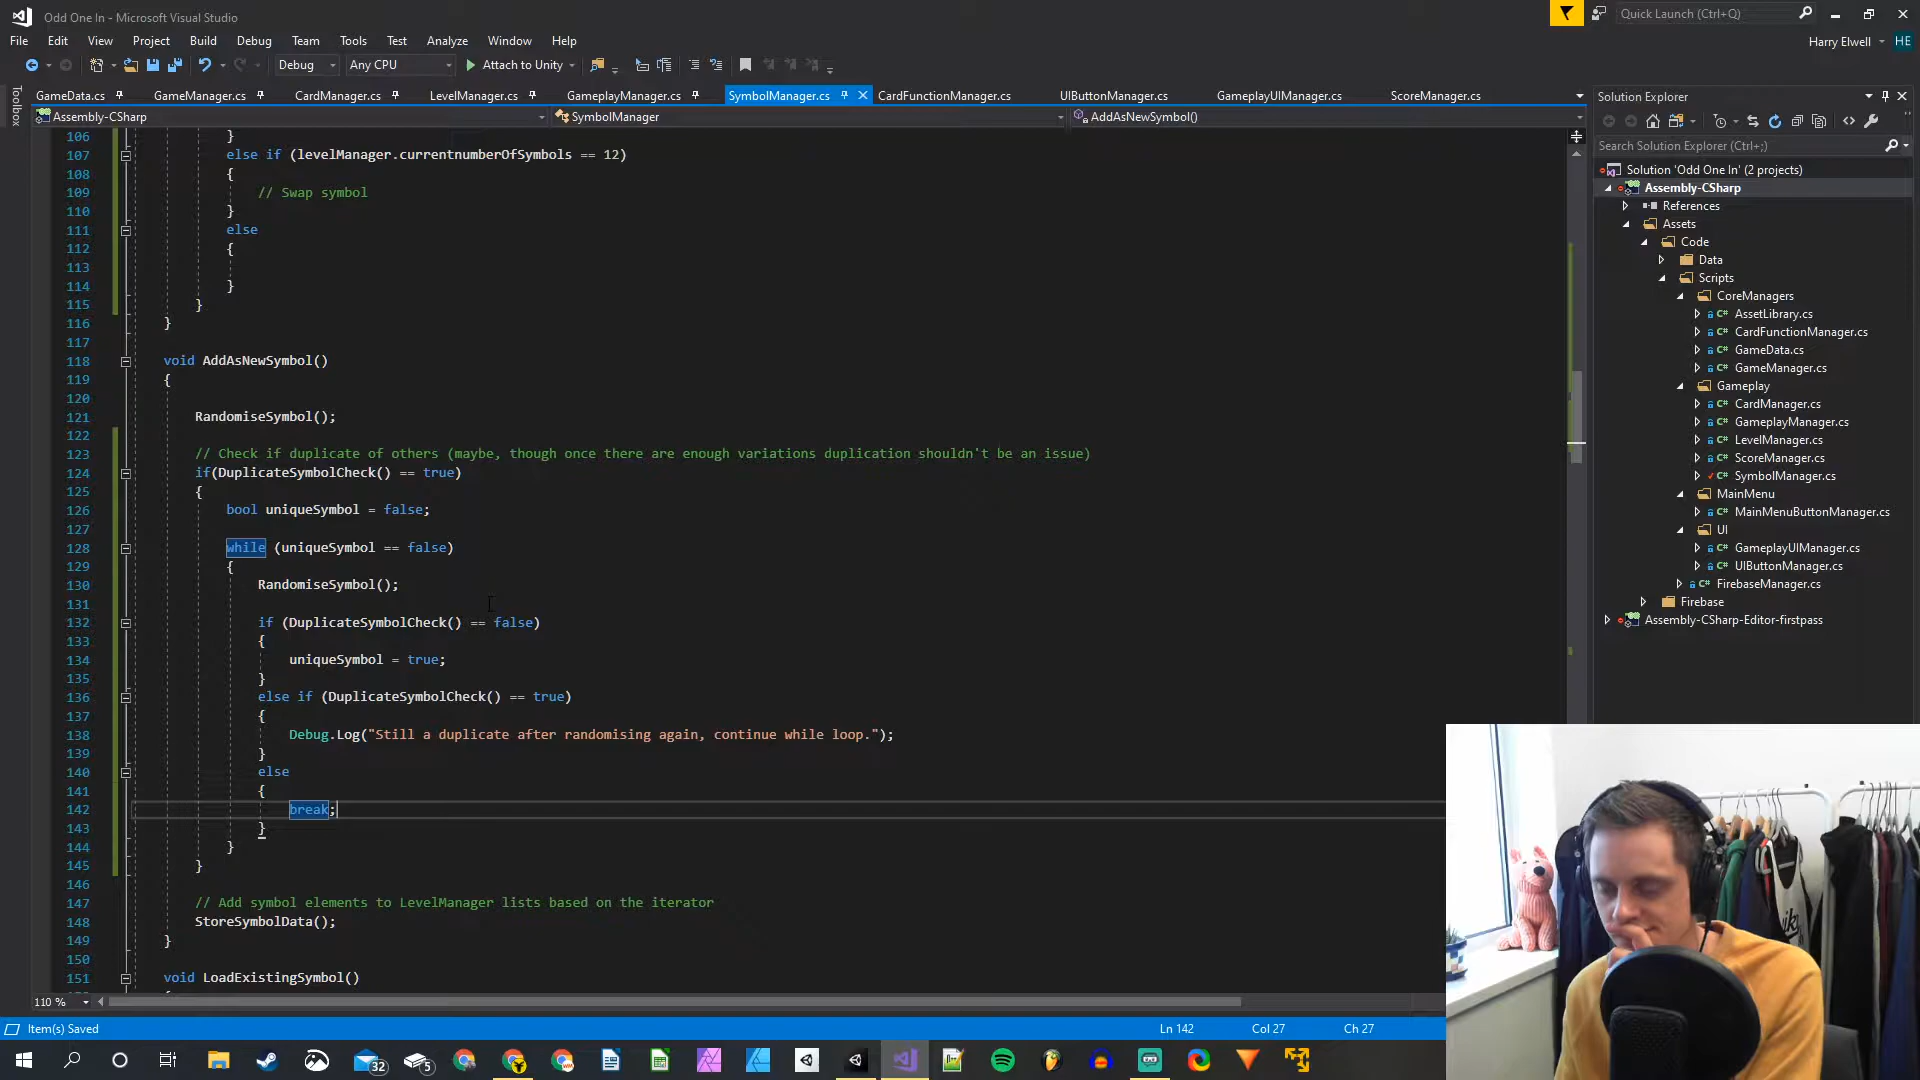 Odd One In - Microsoft Visual Studio
Quick Launch (Ctrl+Q)
File Edit View Project Build Debug Team Tools Test Analyze Window Help
Harry Elwell HE
Debug Any CPU Attach to Unity
Toolbox
GameData.cs GameManager.cs CardManager.cs LevelManager.cs GameplayManager.cs SymbolManager.cs CardFunctionManager.cs UIButtonManager.cs GameplayUIManager.cs ScoreManager.cs
Assembly-CSharp SymbolManager AddAsNewSymbol()
106 }
107 else if (levelManager.currentnumberOfSymbols == 12)
108 {
109 // Swap symbol
110 }
111 else
112 {
113
114 }
115 }
116 }
117
118 void AddAsNewSymbol()
119 {
120
121 RandomiseSymbol();
122
123 // Check if duplicate of others (maybe, though once there are enough variations duplication shouldn't be an issue)
124 if(DuplicateSymbolCheck() == true)
125 {
126 bool uniqueSymbol = false;
127
128 while (uniqueSymbol == false)
129 {
130 RandomiseSymbol();
131
132 if (DuplicateSymbolCheck() == false)
133 {
134 uniqueSymbol = true;
135 }
136 else if (DuplicateSymbolCheck() == true)
137 {
138 Debug.Log("Still a duplicate after randomising again, continue while loop.");
139 }
140 else
141 {
142 break;
143 }
144 }
145 }
146
147 // Add symbol elements to LevelManager lists based on the iterator
148 StoreSymbolData();
149 }
150
151 void LoadExistingSymbol()
110 %
Item(s) Saved
Ln 142 Col 27 Ch 27
Solution Explorer
Search Solution Explorer (Ctrl+;)
Solution 'Odd One In' (2 projects)
Assembly-CSharp
References
Assets
Code
Data
Scripts
CoreManagers
AssetLibrary.cs
CardFunctionManager.cs
GameData.cs
GameManager.cs
Gameplay
CardManager.cs
GameplayManager.cs
LevelManager.cs
ScoreManager.cs
SymbolManager.cs
MainMenu
MainMenuButtonManager.cs
UI
GameplayUIManager.cs
UIButtonManager.cs
FirebaseManager.cs
Firebase
Assembly-CSharp-Editor-firstpass
32
5